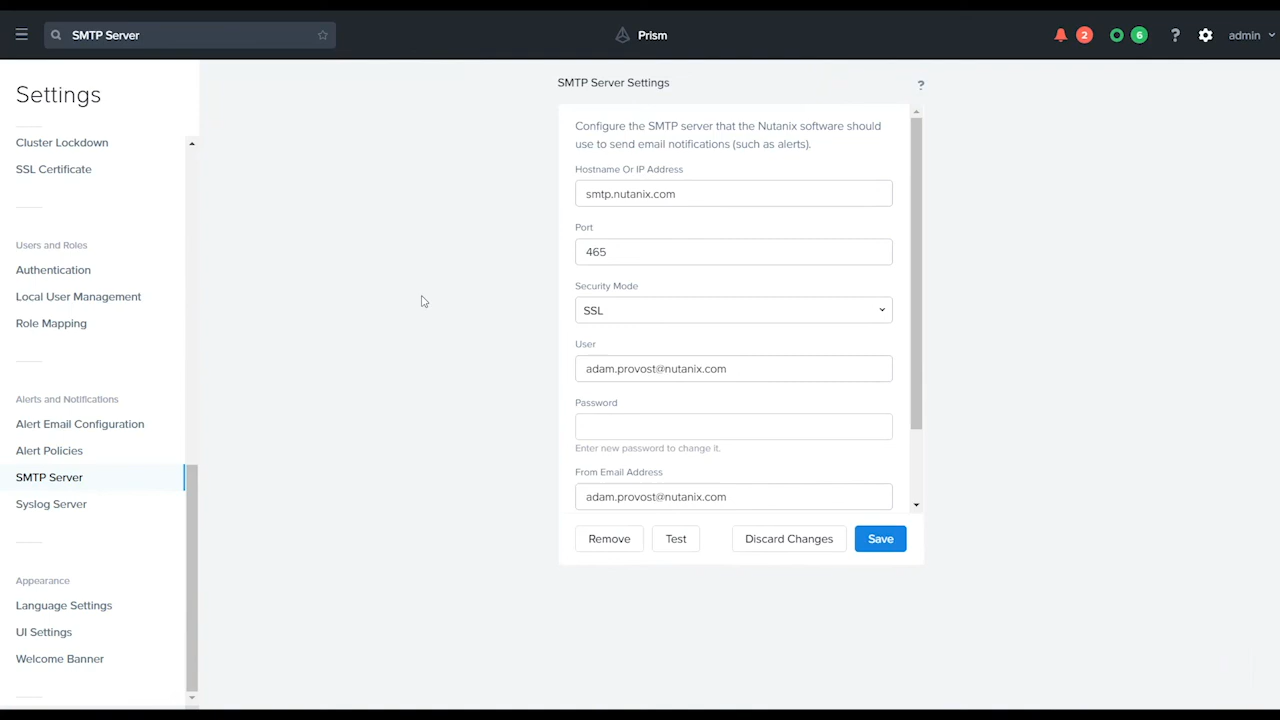 SMTP Server
Prism
2
6
?
admin
Settings
Cluster Lockdown
SSL Certificate
Users and Roles
Authentication
Local User Management
Role Mapping
Alerts and Notifications
Alert Email Configuration
Alert Policies
SMTP Server
Syslog Server
Appearance
Language Settings
UI Settings
Welcome Banner
SMTP Server Settings
?
Configure the SMTP server that the Nutanix software should
use to send email notifications (such as alerts).
Hostname Or IP Address
smtp.nutanix.com
Port
465
Security Mode
SSL
User
adam.provost@nutanix.com
Password
Enter new password to change it.
From Email Address
adam.provost@nutanix.com
Remove
Test
Discard Changes
Save